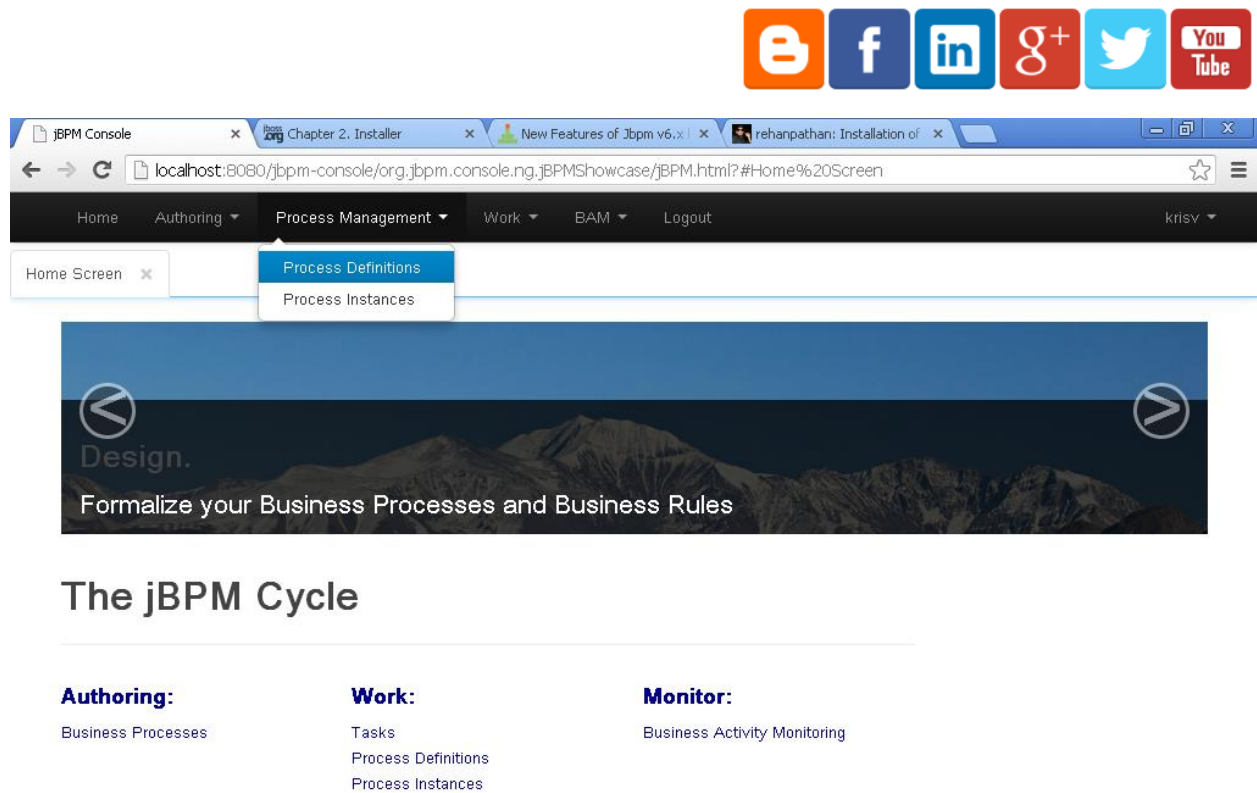 f in g+ You
Tube
jBPM Console Chapter 2. Installer New Features of Jbpm v6.x rehanpathan: Installation of
localhost:8080/jbpm-console/org.jbpm.console.ng.jBPMShowcase/jBPM.html?#Home%20Screen
Home Authoring Process Management Work BAM Logout krisv
Home Screen Process Definitions
Process Instances
Design.
Formalize your Business Processes and Business Rules
The jBPM Cycle
Authoring: Work: Monitor:
Business Processes Tasks Business Activity Monitoring
Process Definitions
Process Instances